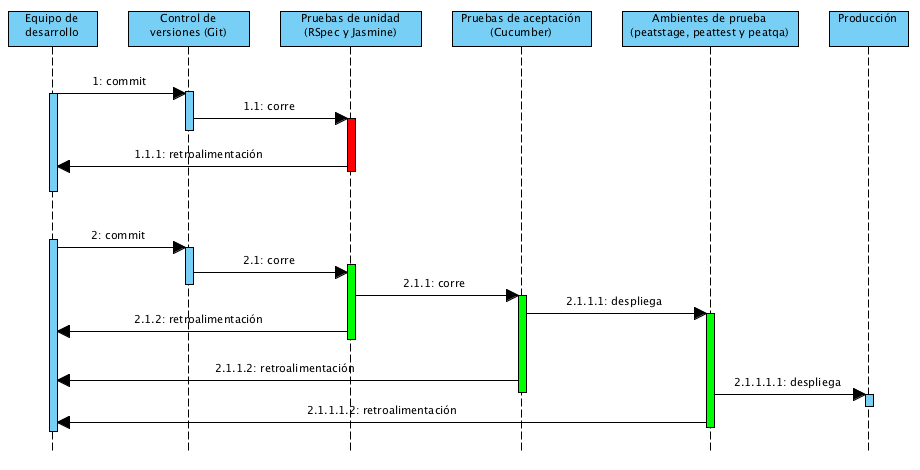 Equipo de
desarrollo
Control de
versiones (Git)
Pruebas de unidad
(RSpec y Jasmine)
Pruebas de aceptación
(Cucumber)
Ambientes de prueba
(peatstage, peattest y peatqa)
Producción
1: commit
1.1: corre
1.1.1: retroalimentación
2: commit
2.1: corre
2.1.1: corre
2.1.1.1: despliega
2.1.2: retroalimentación
2.1.1.2: retroalimentación
2.1.1.1.1: despliega
2.1.1.1.2: retroalimentación